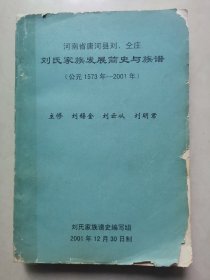 河南省唐河县刘、仝庄
刘氏家族发展简史与族谱
（公元1573年—2001年）
主修 刘锡金 刘云从 刘明君
刘氏家族谱史编写组
2001年12月30日制